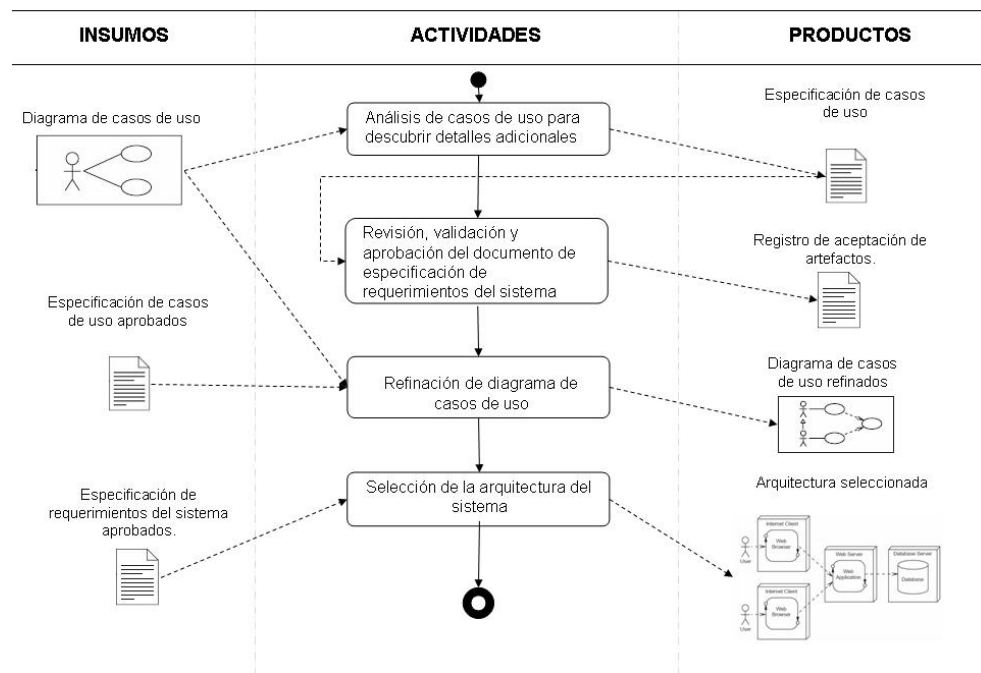 INSUMOS
ACTIVIDADES
PRODUCTOS
Diagrama de casos de uso
Análisis de casos de uso para
descubrir detalles adicionales
Especificación de casos
de uso
Revisión, validación y
aprobación del documento de
especificación de
requerimientos del sistema
Registro de aceptación de
artefactos.
Especificación de casos
de uso aprobados
Refinación de diagrama de
casos de uso
Diagrama de casos
de uso refinados
Especificación de
requerimientos del sistema
aprobados.
Selección de la arquitectura del
sistema
Arquitectura seleccionada
Internet Client
Web
Browser
User
Web Server
Web
Application
Database Server
Database
Internet Client
Web
Browser
User